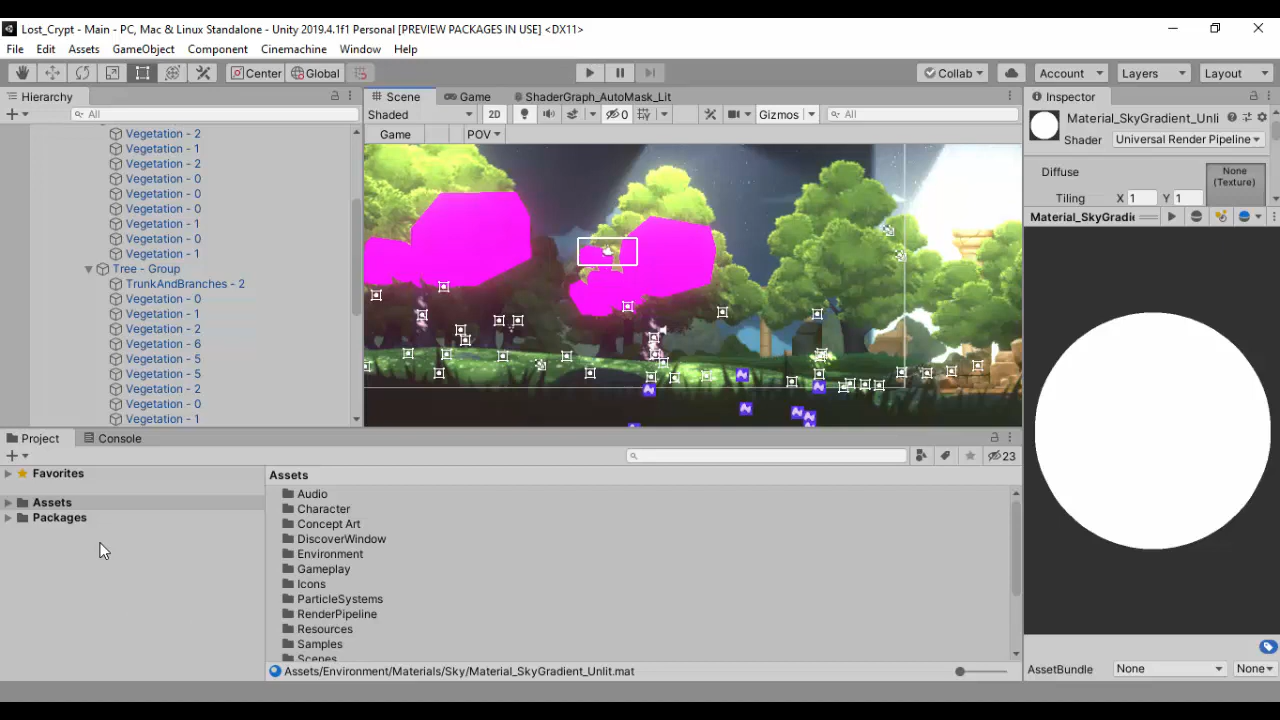 Lost_Crypt - Main - PC, Mac & Linux Standalone - Unity 2019.4.1f1 Personal [PREVIEW PACKAGES IN USE] <DX11>
File Edit Assets GameObject Component Cinemachine Window Help
Center Global Collab Account Layers Layout
Hierarchy
All
Vegetation - 2
Vegetation - 1
Vegetation - 2
Vegetation - 0
Vegetation - 0
Vegetation - 0
Vegetation - 1
Vegetation - 0
Vegetation - 1
Tree - Group
TrunkAndBranches - 2
Vegetation - 0
Vegetation - 1
Vegetation - 2
Vegetation - 6
Vegetation - 5
Vegetation - 5
Vegetation - 2
Vegetation - 0
Vegetation - 1
Scene Game ShaderGraph_AutoMask_Lit
Shaded 2D 0 Gizmos All
Game POV
Inspector
Material_SkyGradient_Unli
Shader Universal Render Pipeline
Diffuse
None
(Texture)
Tiling X 1 Y 1
Material_SkyGradie
Project Console
23
Favorites
Assets
Packages
Assets
Audio
Character
Concept Art
DiscoverWindow
Environment
Gameplay
Icons
ParticleSystems
RenderPipeline
Resources
Samples
Scenes
Assets/Environment/Materials/Sky/Material_SkyGradient_Unlit.mat
AssetBundle None None